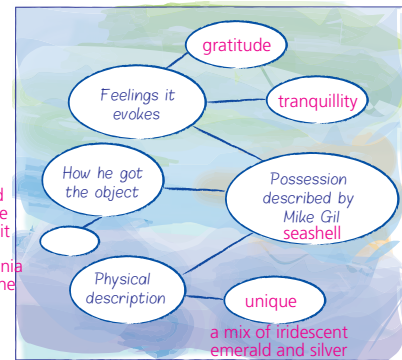 gratitude
Feelings it
evokes
tranquillity
How he got
the object
it
Possession
described by
Mike Gil
seashell
Physical
description
unique
a mix of iridescent
emerald and silver